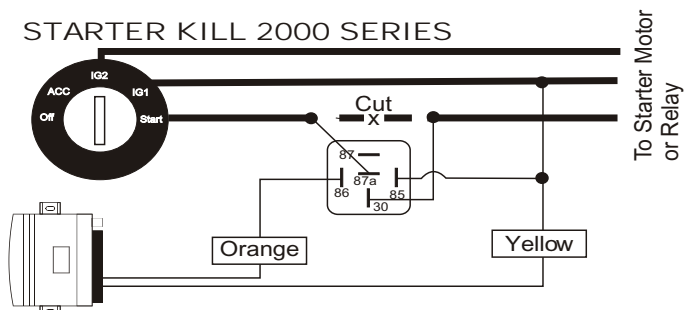 STARTER KILL 2000 SERIES
IG2
ACC
IG1
Off
Start
Cut
x
To Starter Motor
or Relay
87
87a
86
85
30
Orange
Yellow